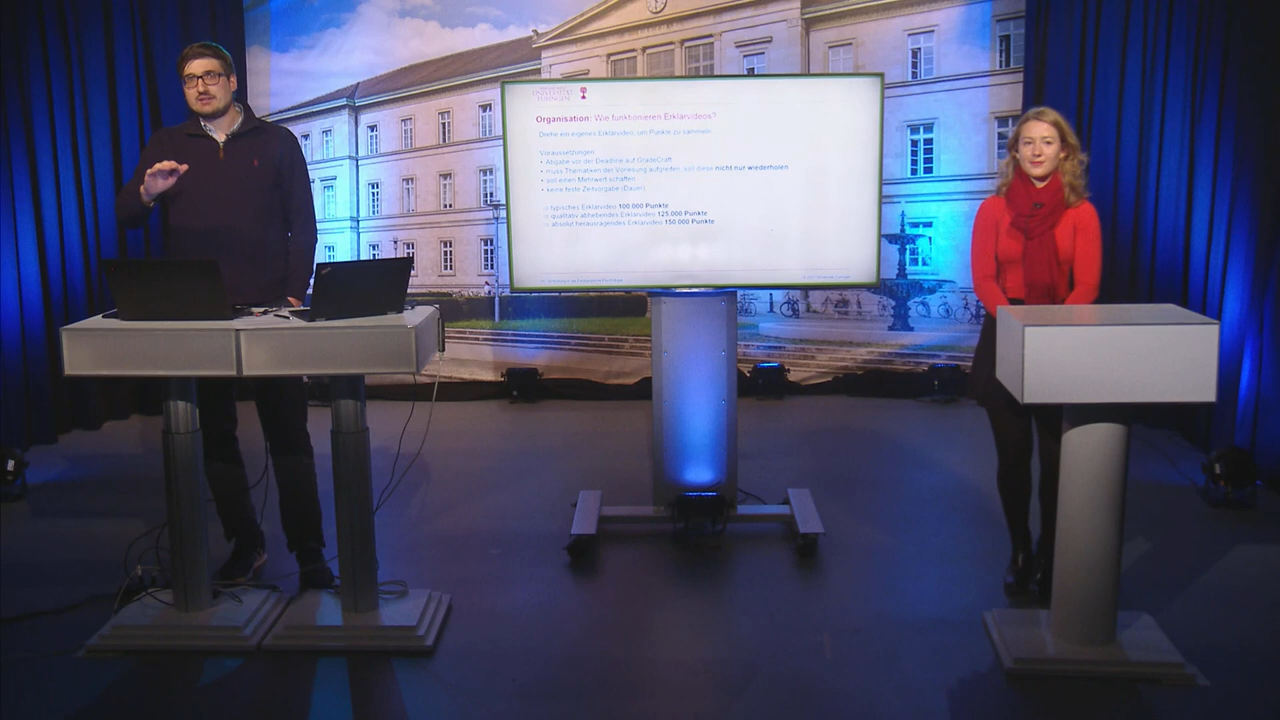 UNIVERSITÄT
TÜBINGEN
Organisation: Wie funktionieren Erklärvideos?
Drehe ein eigenes Erklärvideo, um Punkte zu sammeln
Voraussetzungen
• Abgabe vor der Deadline auf GradeCraft
• muss Thematiken der Vorlesung aufgreifen, soll diese nicht nur wiederholen
• soll einen Mehrwert schaffen
• keine feste Zeitvorgabe (Dauer)
⇒ typisches Erklärvideo 100.000 Punkte
⇒ qualitativ abhebendes Erklärvideo 125.000 Punkte
⇒ absolut herausragendes Erklärvideo 150.000 Punkte